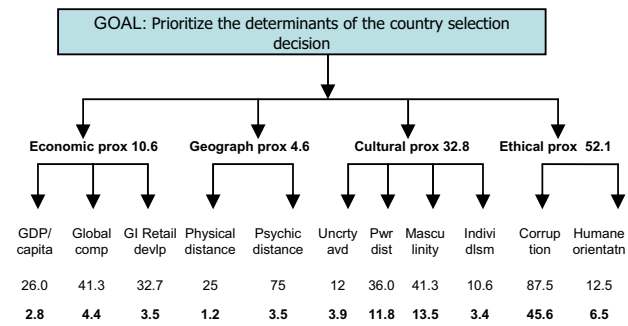 GOAL: Prioritize the determinants of the country selection
decision
Economic prox 10.6 Geograph prox 4.6 Cultural prox 32.8 Ethical prox 52.1
GDP/ Global GI Retail Physical Psychic Uncrty Pwr Mascu Indivi Corrup Humane
capita comp devlp distance distance avd dist linity dlsm tion orientatn
26.0 41.3 32.7 25 75 12 36.0 41.3 10.6 87.5 12.5
2.8 4.4 3.5 1.2 3.5 3.9 11.8 13.5 3.4 45.6 6.5